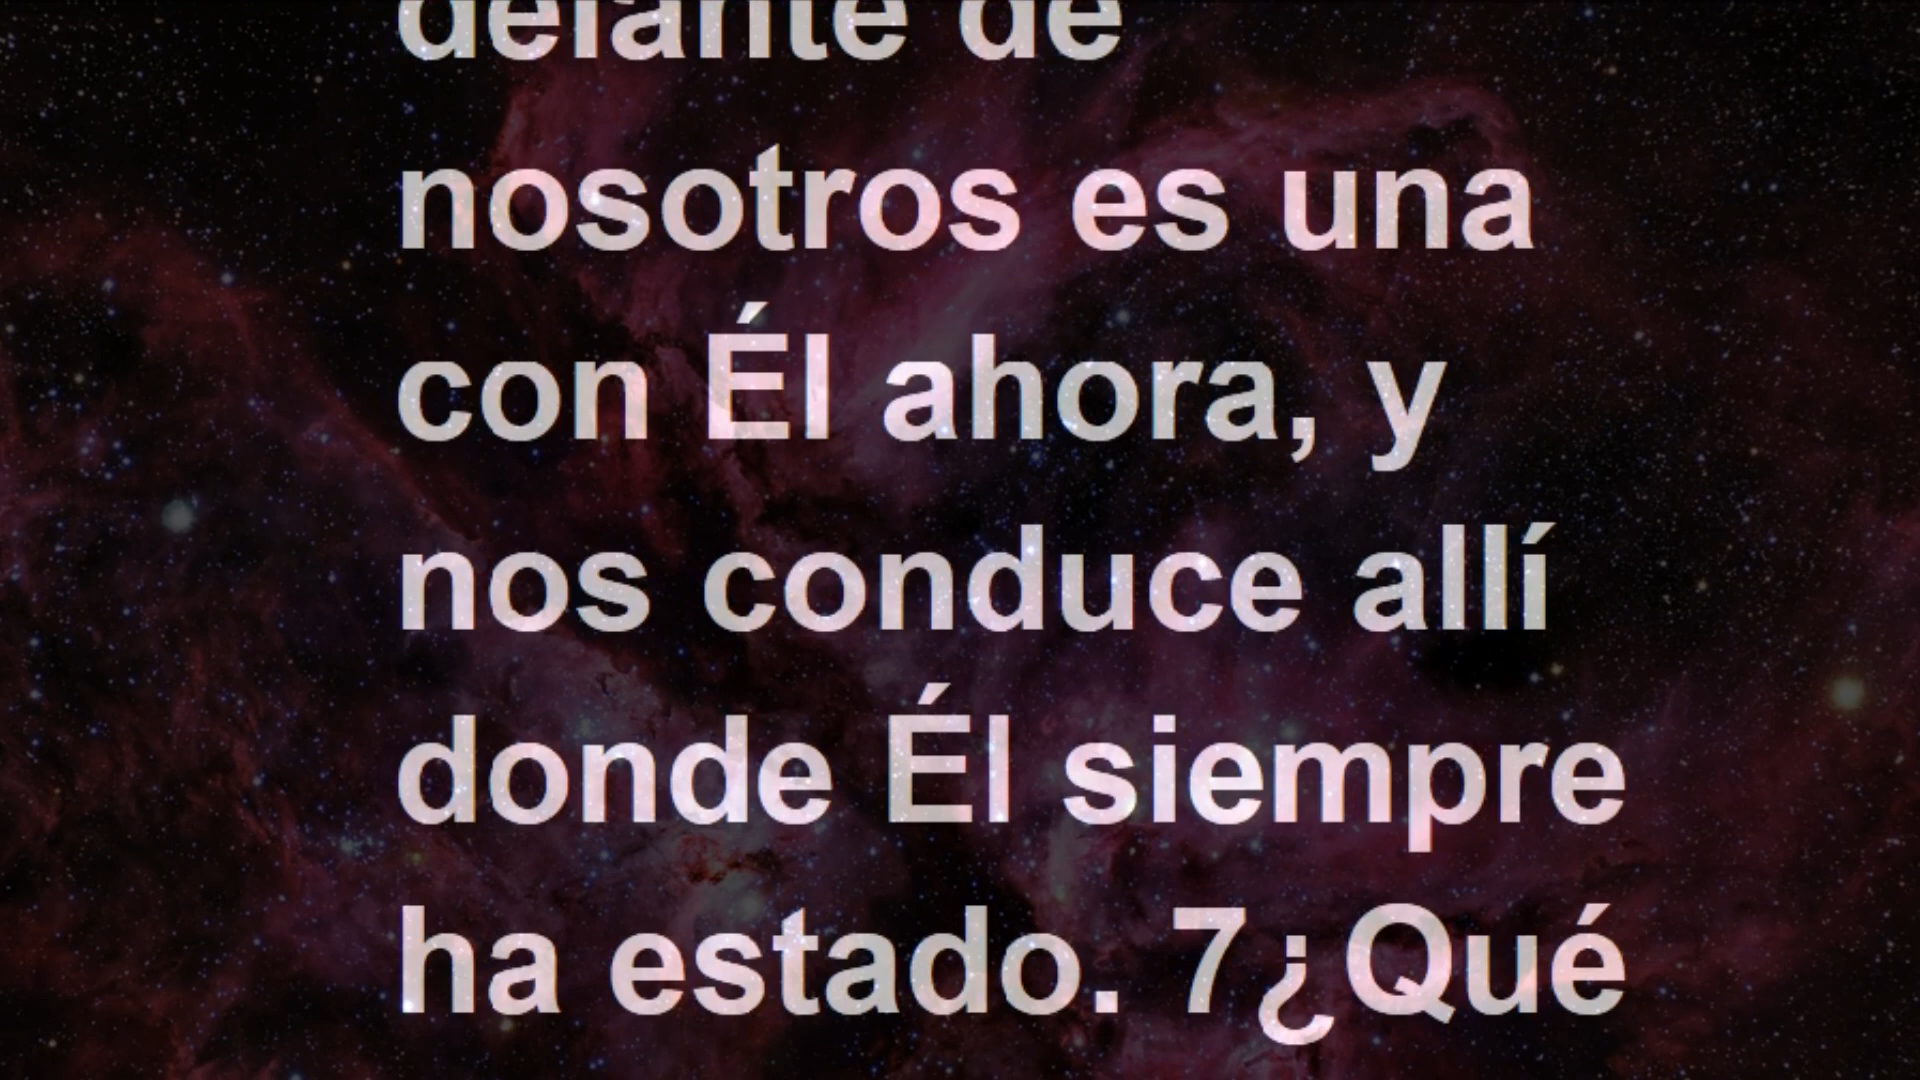 delante de
nosotros es una
con Él ahora, y
nos conduce allí
donde Él siempre
ha estado. 7¿Qué